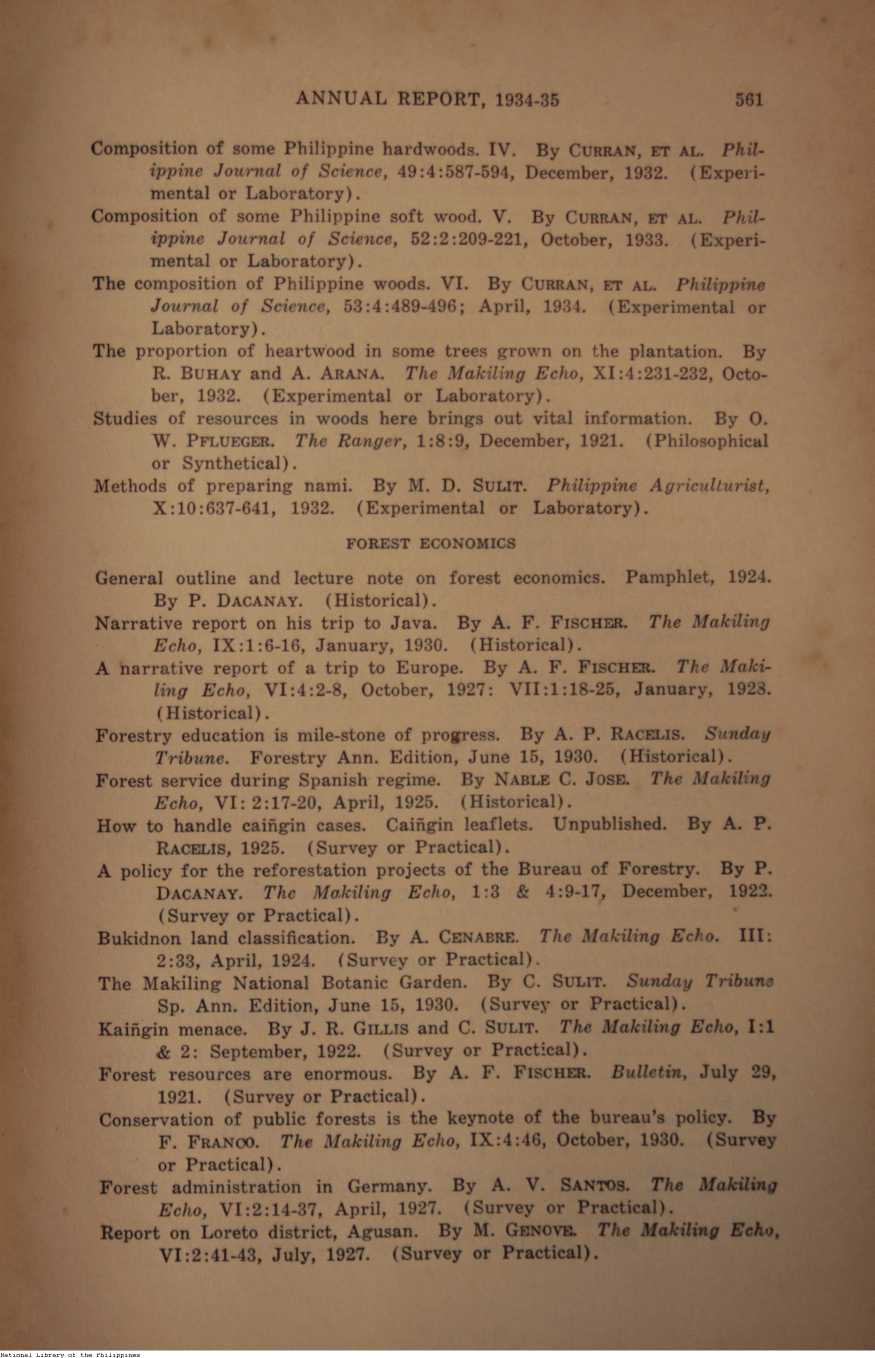 ANNUAL REPORT, 1934-35 561
Composition of some Philippine hardwoods. IV. By CURRAN, ET AL. Phil-
ippine Journal of Science, 49:4:587-594, December, 1932. (Experi-
mental or Laboratory).
Composition of some Philippine soft wood. V. By CURRAN, ET AL. Phil-
ippine Journal of Science, 52:2:209-221, October, 1933. (Experi-
mental or Laboratory).
The composition of Philippine woods. VI. By CURRAN, ET AL. Philippine
Journal of Science, 53:4:489-496; April, 1934. (Experimental or
Laboratory).
The proportion of heartwood in some trees grown on the plantation. By
R. BUHAY and A. ARANA. The Makiling Echo, XI:4:231-232, Octo-
ber, 1932. (Experimental or Laboratory).
Studies of resources in woods here brings out vital information. By O.
W. PFLUEGER. The Ranger, 1:8:9, December, 1921. (Philosophical
or Synthetical).
Methods of preparing nami. By M. D. SULIT. Philippine Agriculturist,
X:10:637-641, 1932. (Experimental or Laboratory).
FOREST ECONOMICS
General outline and lecture note on forest economics. Pamphlet, 1924.
By P. DACANAY. (Historical).
Narrative report on his trip to Java. By A. F. FISCHER. The Makiling
Echo, IX:1:6-16, January, 1930. (Historical).
A narrative report of a trip to Europe. By A. F. FISCHER. The Maki-
ling Echo, VI:4:2-8, October, 1927: VII:1:18-25, January, 1928.
(Historical).
Forestry education is mile-stone of progress. By A. P. RACELIS. Sunday
Tribune. Forestry Ann. Edition, June 15, 1930. (Historical).
Forest service during Spanish regime. By NABLE C. JOSE. The Makiling
Echo, VI: 2:17-20, April, 1925. (Historical).
How to handle caiñgin cases. Caiñgin leaflets. Unpublished. By A. P.
RACELIS, 1925. (Survey or Practical).
A policy for the reforestation projects of the Bureau of Forestry. By P.
DACANAY. The Makiling Echo, 1:3 & 4:9-17, December, 1922.
(Survey or Practical).
Bukidnon land classification. By A. CENABRE. The Makiling Echo. III:
2:33, April, 1924. (Survey or Practical).
The Makiling National Botanic Garden. By C. SULIT. Sunday Tribune
Sp. Ann. Edition, June 15, 1930. (Survey or Practical).
Kaiñgin menace. By J. R. GILLIS and C. SULIT. The Makiling Echo, I:1
& 2: September, 1922. (Survey or Practical).
Forest resources are enormous. By A. F. FISCHER. Bulletin, July 29,
1921. (Survey or Practical).
Conservation of public forests is the keynote of the bureau's policy. By
F. FRANCO. The Makiling Echo, IX:4:46, October, 1930. (Survey
or Practical).
Forest administration in Germany. By A. V. SANTOS. The Makiling
Echo, VI:2:14-37, April, 1927. (Survey or Practical).
Report on Loreto district, Agusan. By M. GENOVE. The Makiling Echo,
VI:2:41-43, July, 1927. (Survey or Practical).
National Library of the Philippines